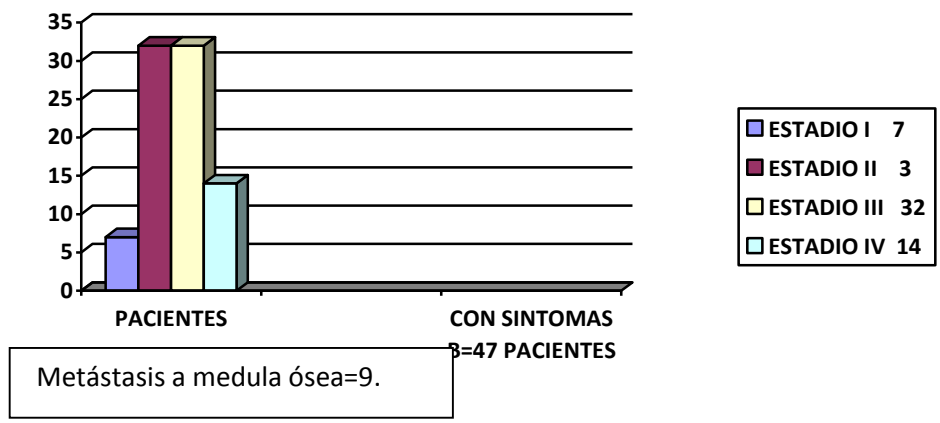 35
30
25
20
15
10
5
0
PACIENTES
CON SINTOMAS
B=47 PACIENTES
ESTADIO I 7
ESTADIO II 3
ESTADIO III 32
ESTADIO IV 14
Metástasis a medula ósea=9.